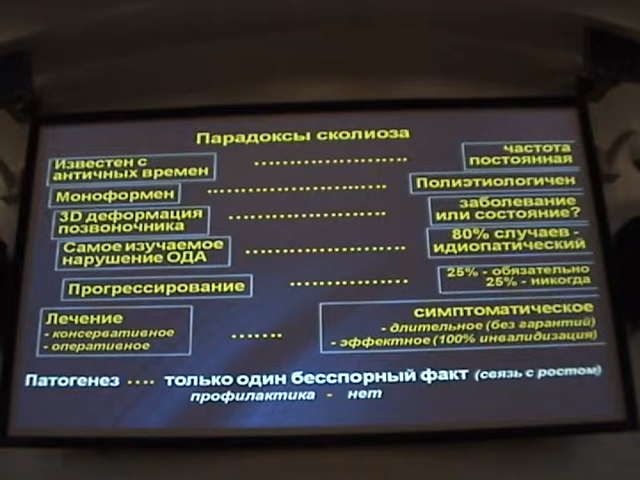 Парадоксы сколиоза
Известен с ................... частота
античных времен постоянная
Моноформен ...................... Полиэтиологичен
3D деформация ................... заболевание
позвоночника или состояние?
Самое изучаемое ................... 80% случаев -
нарушение ОДА идиопатический
Прогрессирование .............. 25% - обязательно
25% - никогда
Лечение симптоматическое
- консервативное ....... - длительное (без гарантий)
- оперативное - эффектное (100% инвалидизация)
Патогенез .... только один бесспорный факт (связь с ростом)
профилактика - нет